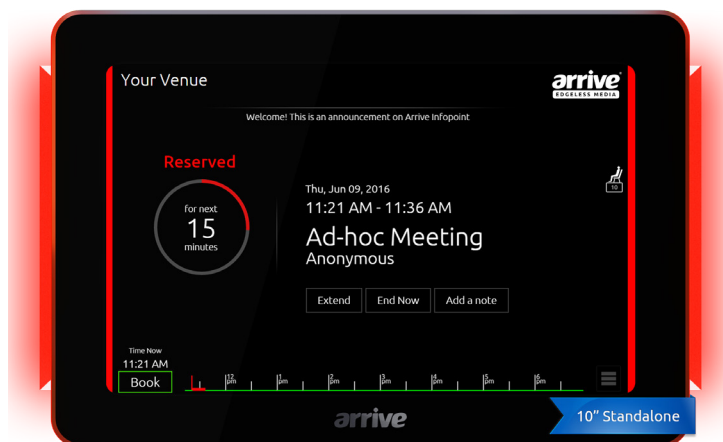 Your Venue
arrive
EDGELESS MEDIA
Welcome! This is an announcement on Arrive Infopoint
Reserved
for next
15
minutes
Thu, Jun 09, 2016
11:21 AM - 11:36 AM
Ad-hoc Meeting
Anonymous
10
Extend
End Now
Add a note
Time Now
11:21 AM
Book
12 pm
1 pm
2 pm
3 pm
4 pm
5 pm
6 pm
arrive
10” Standalone